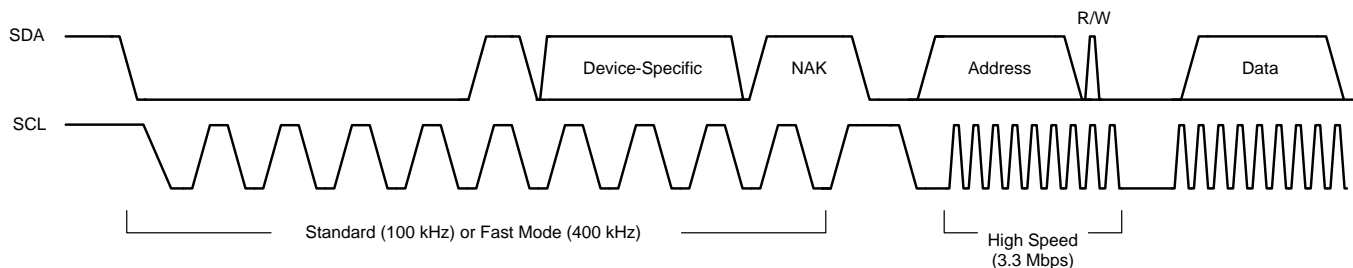 R/W
SDA
Device-Specific
NAK
Address
Data
SCL
Standard (100 kHz) or Fast Mode (400 kHz)
High Speed
(3.3 Mbps)